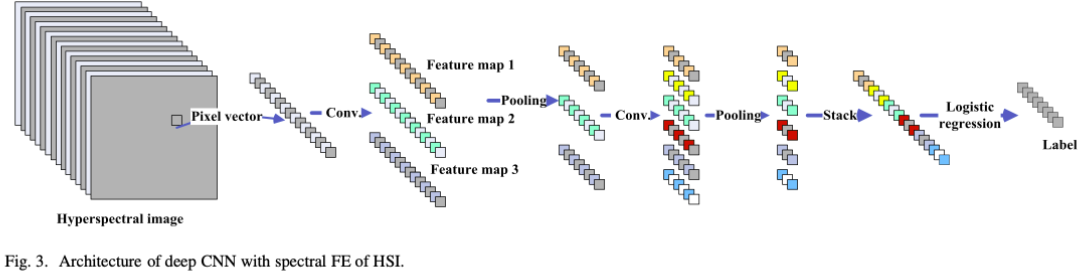 Feature map 1
Pixel vector
Conv.
Feature map 2
Feature map 3
Pooling
Conv.
Pooling
Stack
Logistic
regression
Label
Hyperspectral image
Fig. 3. Architecture of deep CNN with spectral FE of HSI.